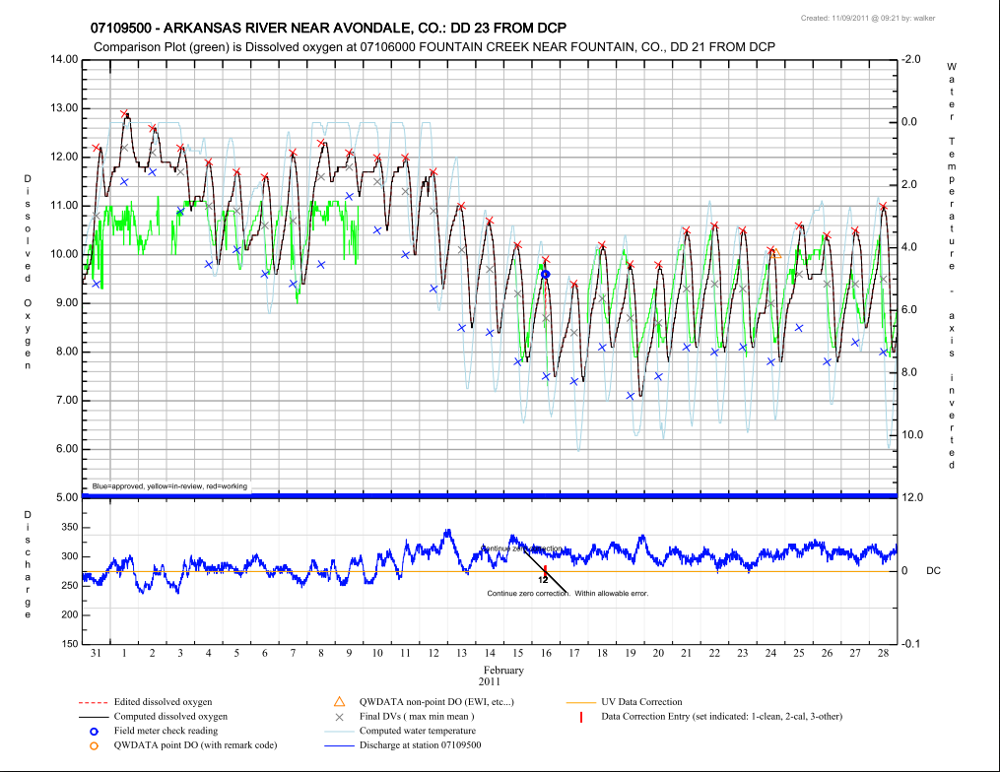 Created: 11/09/2011 @ 09:21 by: walker
07109500 - ARKANSAS RIVER NEAR AVONDALE, CO.: DD 23 FROM DCP
Comparison Plot (green) is Dissolved oxygen at 07106000 FOUNTAIN CREEK NEAR FOUNTAIN, CO., DD 21 FROM DCP
14.00
13.00
12.00
11.00
10.00
9.00
8.00
7.00
6.00
5.00
Dissolved Oxygen
-2.0
0.0
2.0
4.0
6.0
8.0
10.0
12.0
Water Temperature - axis inverted
Blue=approved, yellow=in-review, red=working
350
300
250
200
150
Discharge
Continue zero correction.
12
Continue zero correction. Within allowable error.
0
-0.1
DC
31 1 2 3 4 5 6 7 8 9 10 11 12 13 14 15 16 17 18 19 20 21 22 23 24 25 26 27 28
February
2011
Edited dissolved oxygen
Computed dissolved oxygen
Field meter check reading
QWDATA point DO (with remark code)
QWDATA non-point DO (EWI, etc...)
Final DVs ( max min mean )
Computed water temperature
Discharge at station 07109500
UV Data Correction
Data Correction Entry (set indicated: 1-clean, 2-cal, 3-other)